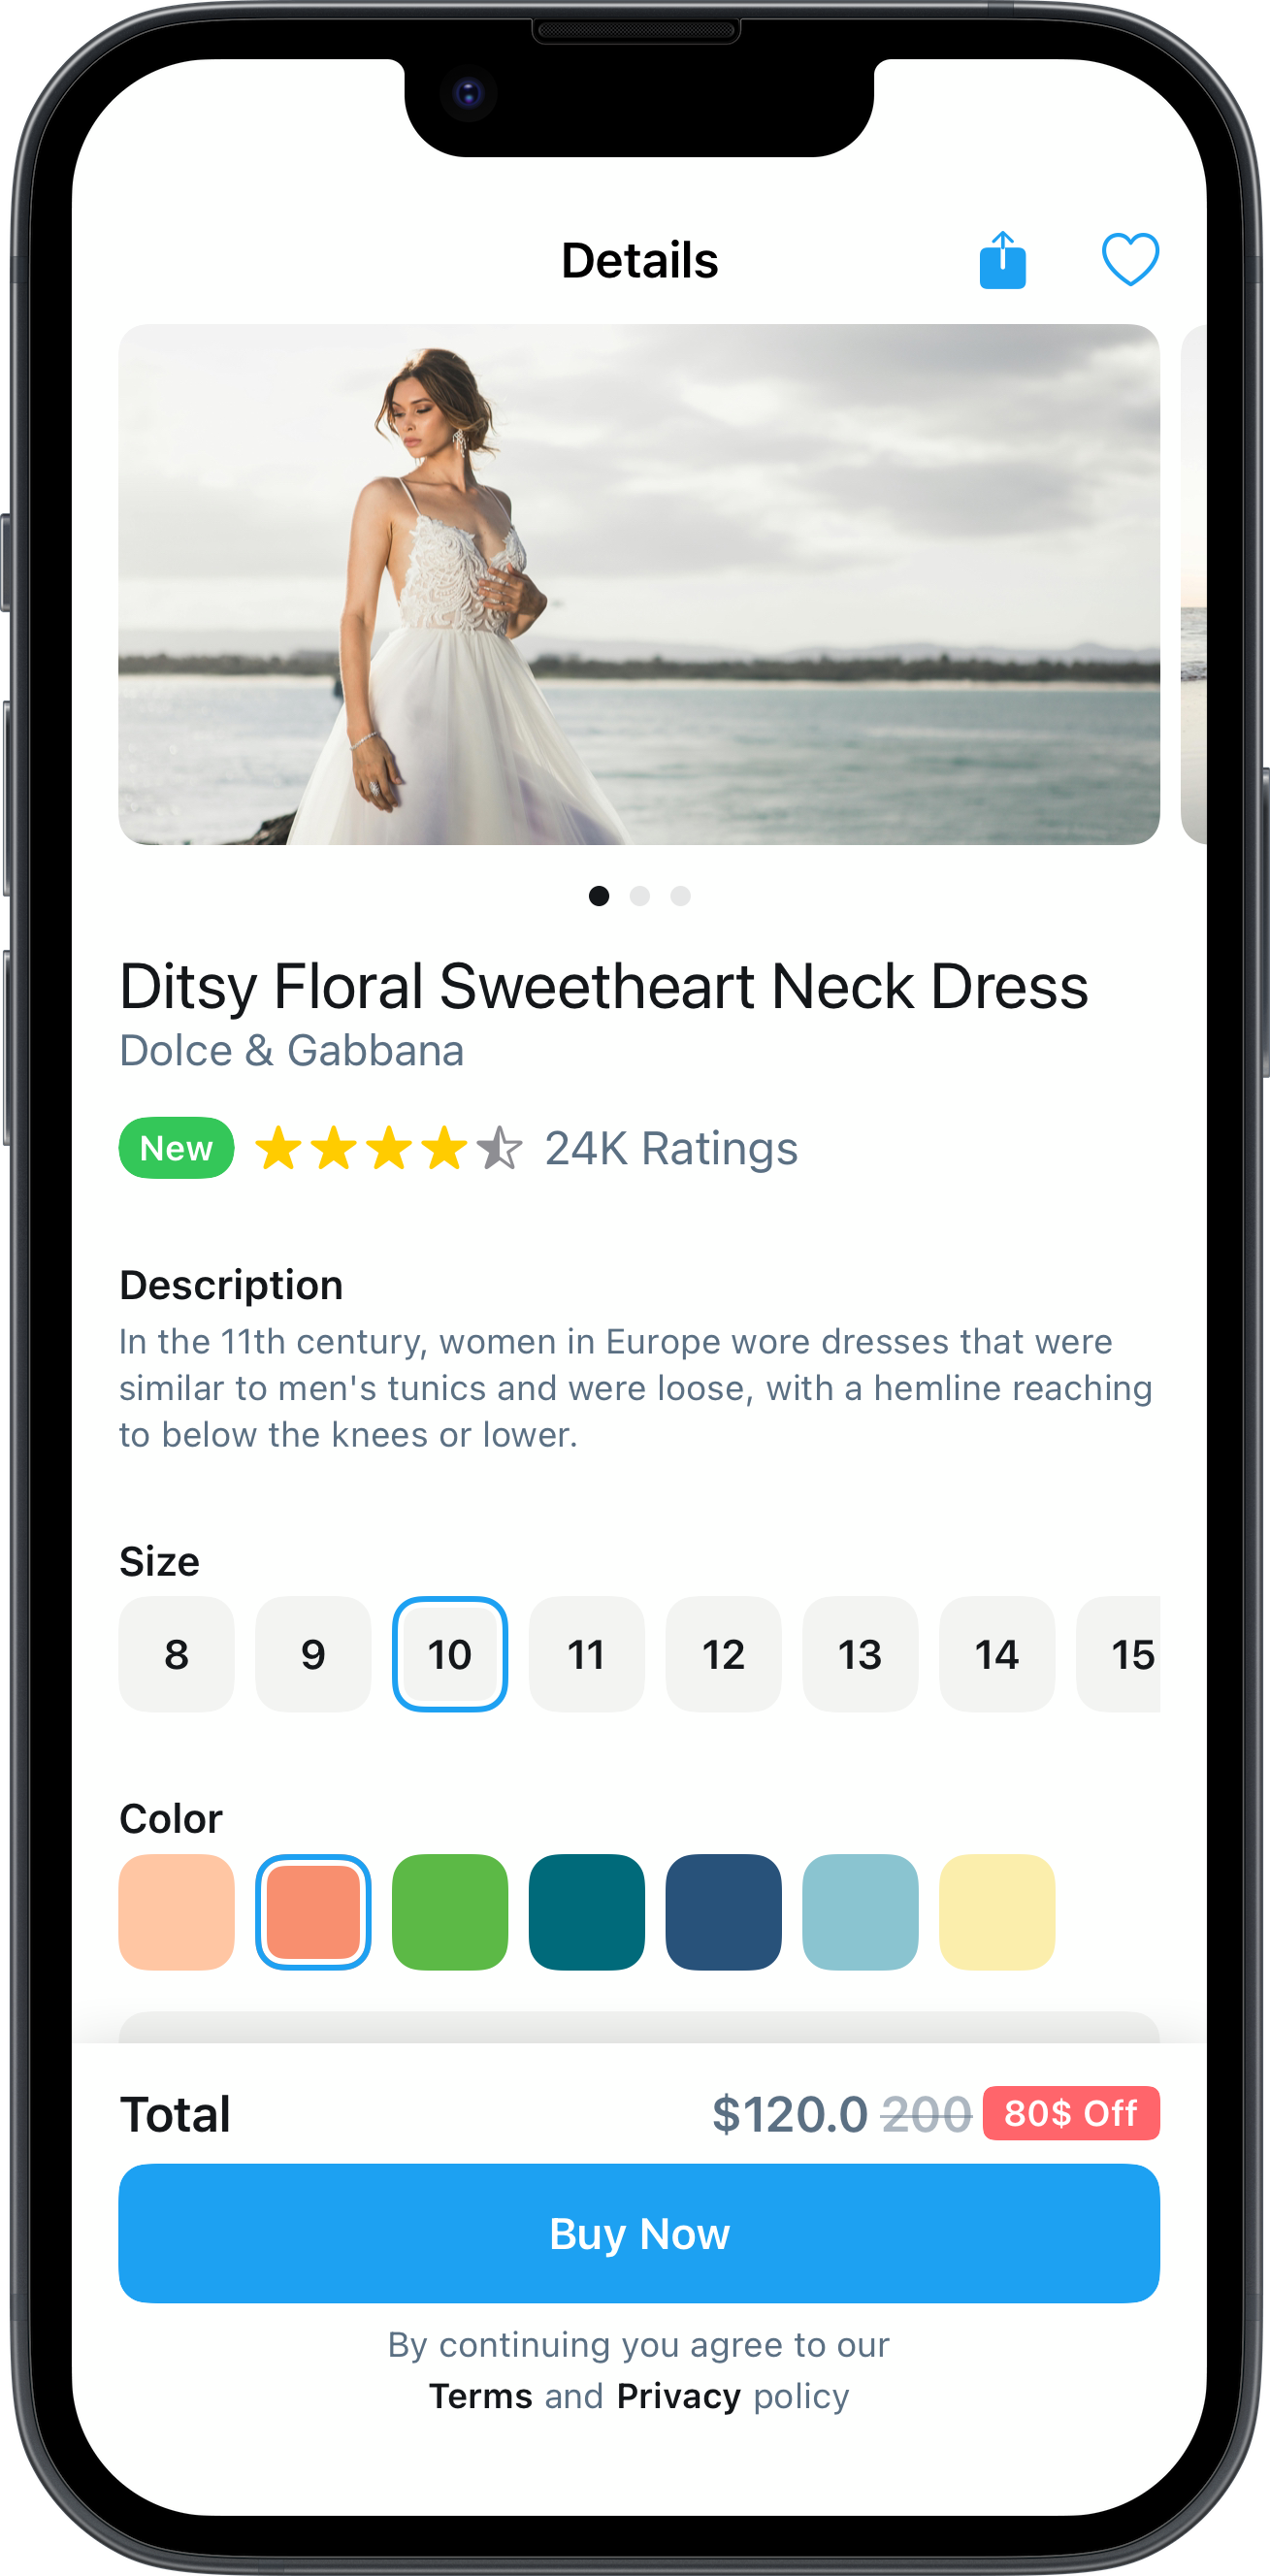 Details
Ditsy Floral Sweetheart Neck Dress
Dolce & Gabbana
New 24K Ratings
Description
In the 11th century, women in Europe wore dresses that were
similar to men's tunics and were loose, with a hemline reaching
to below the knees or lower.
Size
8 9 10 11 12 13 14 15
Color
Total $120.0 200 80$ Off
Buy Now
By continuing you agree to our
Terms and Privacy policy